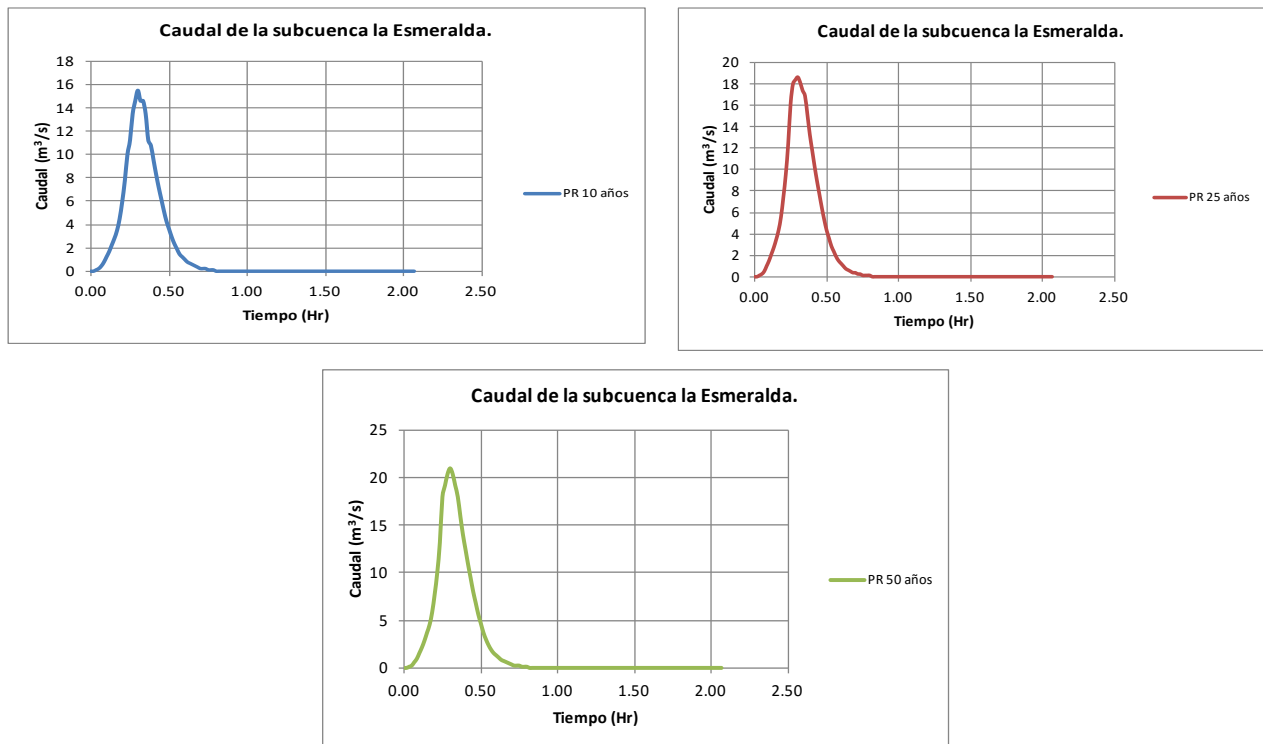 Caudal de la subcuenca la Esmeralda.
18
16
14
12
10
8
6
4
2
0
Caudal (m³/s)
0.00 0.50 1.00 1.50 2.00 2.50
Tiempo (Hr)
PR 10 años
Caudal de la subcuenca la Esmeralda.
20
18
16
14
12
10
8
6
4
2
0
Caudal (m³/s)
0.00 0.50 1.00 1.50 2.00 2.50
Tiempo (Hr)
PR 25 años
Caudal de la subcuenca la Esmeralda.
25
20
15
10
5
0
Caudal (m³/s)
0.00 0.50 1.00 1.50 2.00 2.50
Tiempo (Hr)
PR 50 años